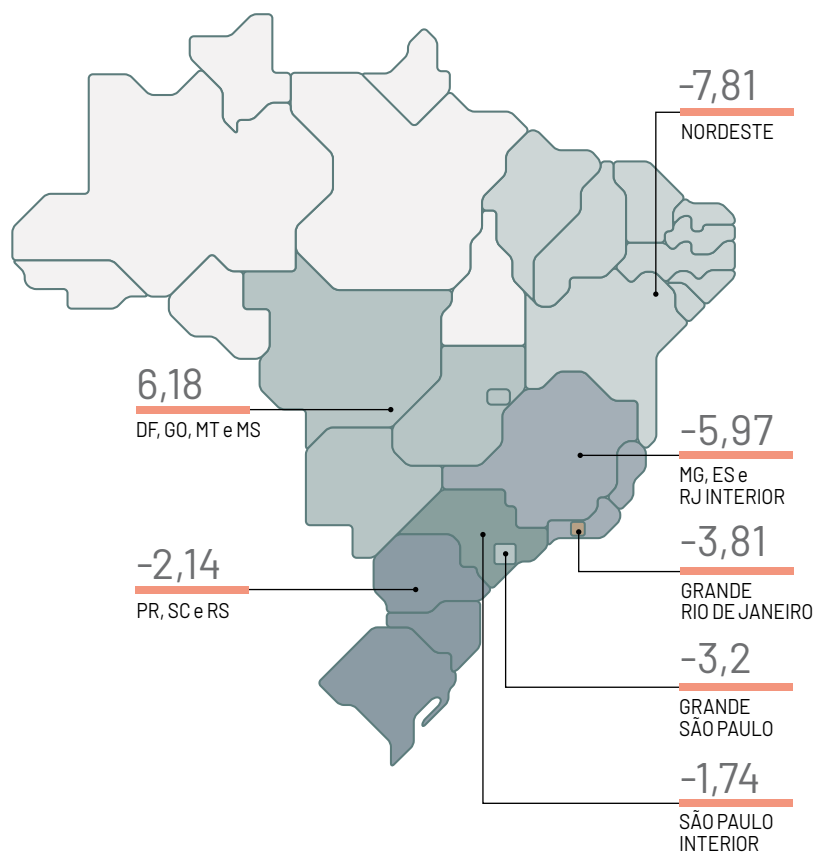 -7,81
NORDESTE
6,18
DF, GO, MT e MS
-5,97
MG, ES e
RJ INTERIOR
-3,81
GRANDE
RIO DE JANEIRO
-2,14
PR, SC e RS
-3,2
GRANDE
SÃO PAULO
-1,74
SÃO PAULO
INTERIOR